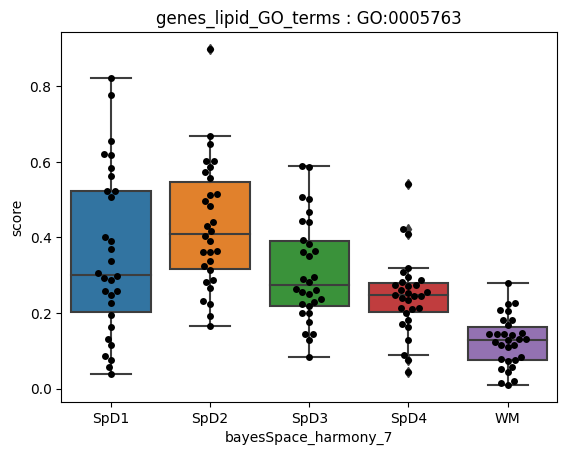 genes_lipid_GO_terms : GO:0005763
score
0.8
0.6
0.4
0.2
0.0
SpD1 SpD2 SpD3 SpD4 WM
bayesSpace_harmony_7